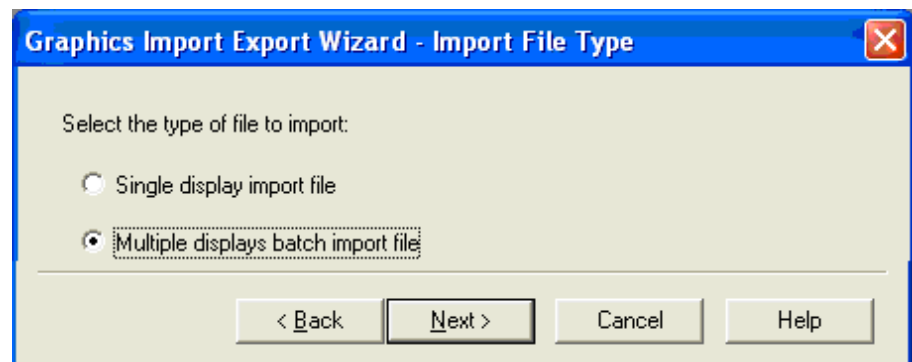 Graphics Import Export Wizard - Import File Type
Select the type of file to import:
Single display import file
Multiple displays batch import file
< Back Next > Cancel Help